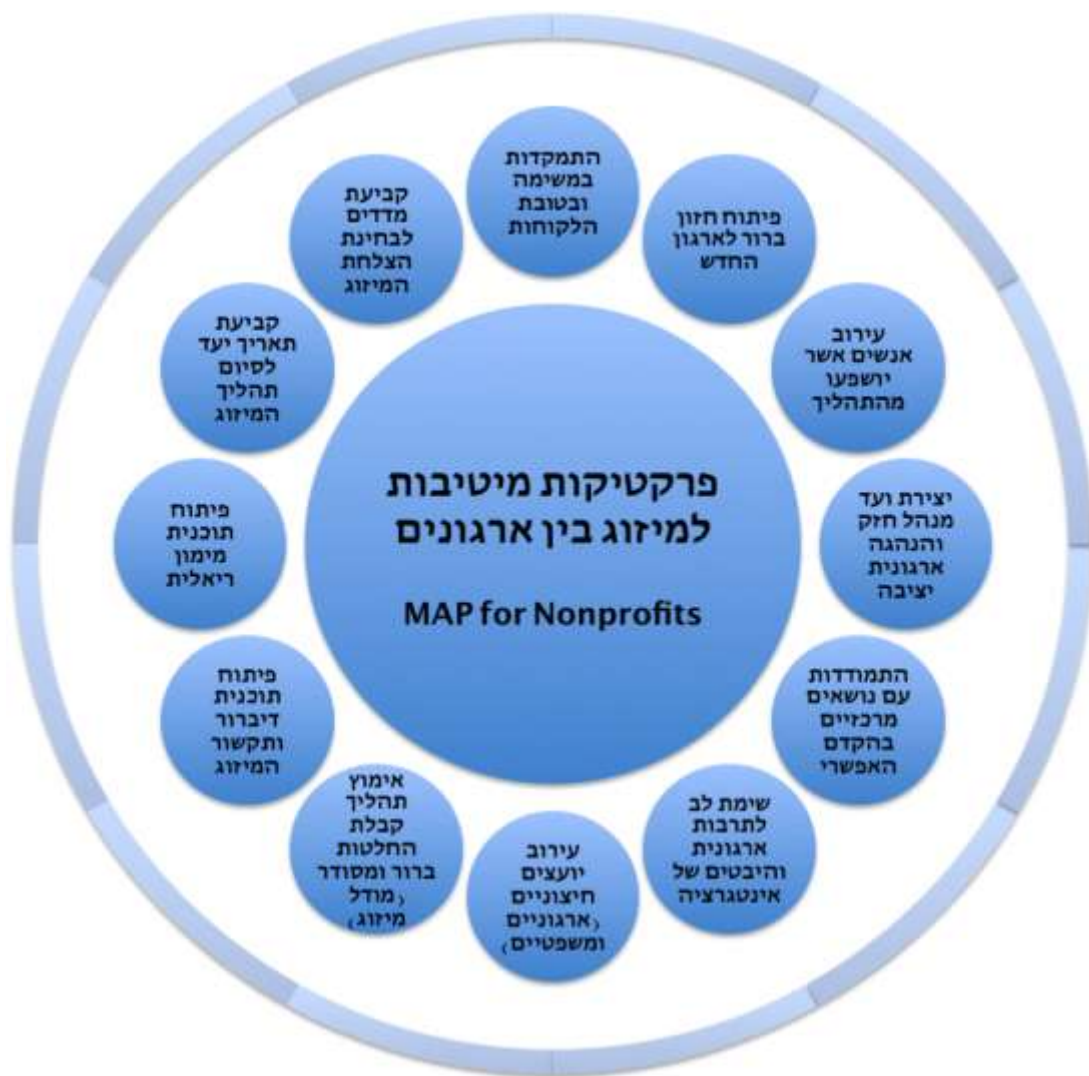 פרקטיקות מיטיבות
למיזוג בין ארגונים
MAP for Nonprofits
התמקדות
במשימה
ובטובת
הלקוחות
פיתוח חזון
ברור לארגון
החדש
עירוב
אנשים אשר
יושפעו
מהתהליך
יצירת ועד
מנהל חזק
והנהגה
ארגונית
יציבה
התמודדות
עם נושאים
מרכזיים
בהקדם
האפשרי
שימת לב
לתרבות
ארגונית
והיבטים של
אינטגרציה
עירוב
יועצים
חיצוניים
(ארגוניים
ומשפטיים)
אימוץ
תהליך
קבלת
החלטות
ברור ומסודר
(מודל
מיזוג)
פיתוח
תוכנית
דיברור
ותקשור
המיזוג
פיתוח
תוכנית
מימון
ריאלית
קביעת
תאריך יעד
לסיום
תהליך
המיזוג
קביעת
מדדים
לבחינת
הצלחת
המיזוג